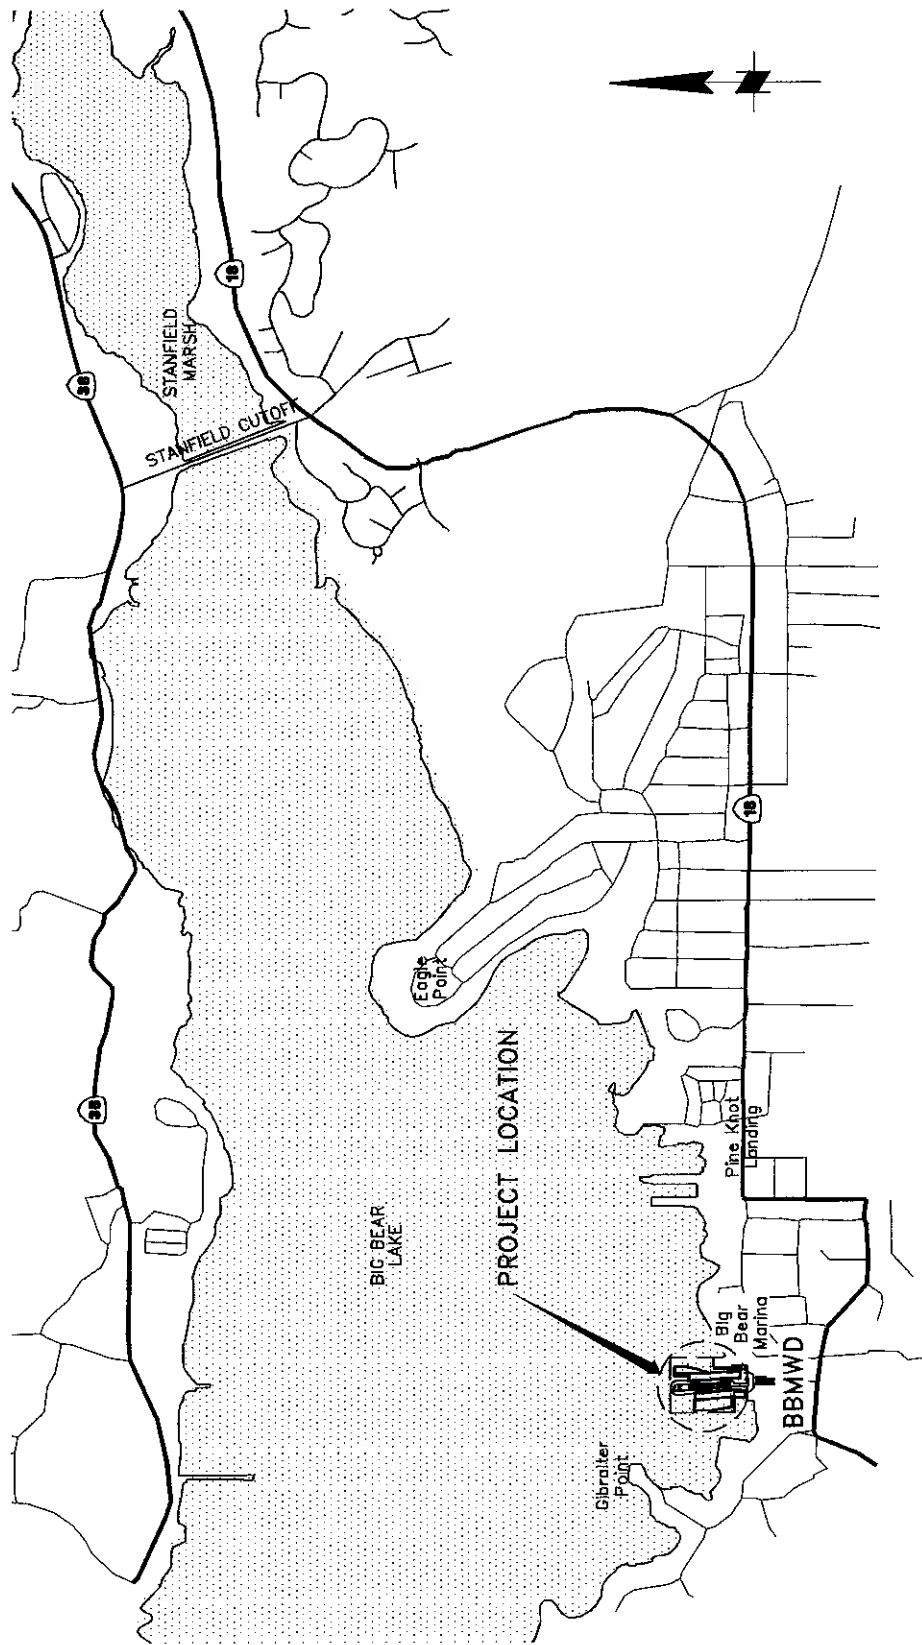 38
18
STANFIELD
MARSH
STANFIELD CUTOFF
38
BIG BEAR
LAKE
Eagle
Point
PROJECT LOCATION
18
Pine Knot
Landing
Gibralter
Point
Big
Bear
Marina
BBMWD